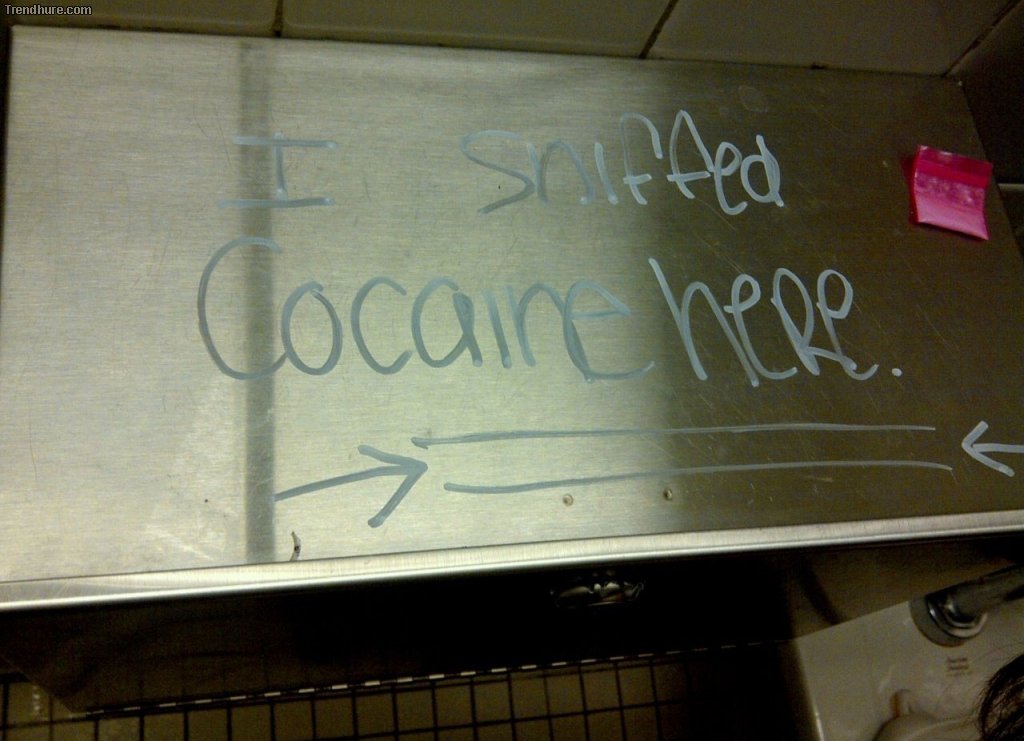 Trendhure.com
I sniffed
Cocaine here.